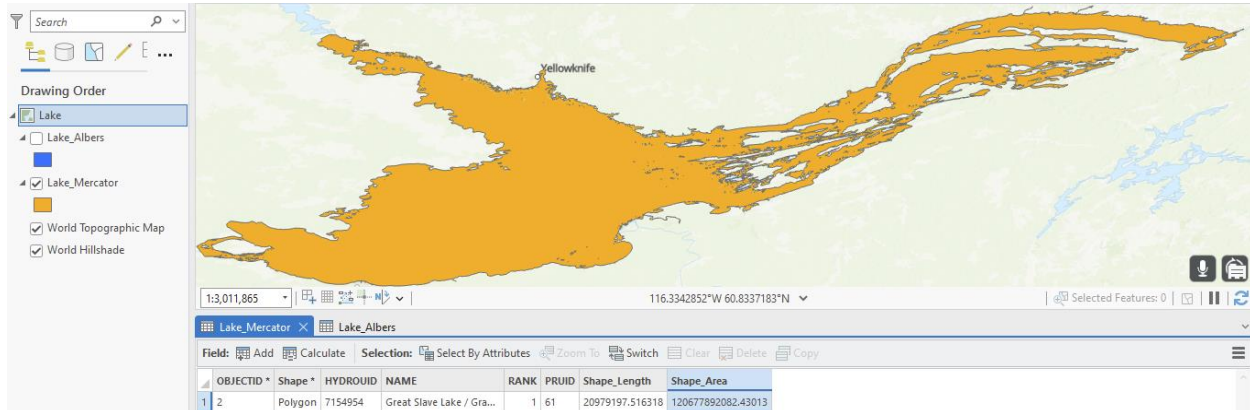 Search
Drawing Order
Lake
Lake_Albers
Lake_Mercator
World Topographic Map
World Hillshade
Yellowknife
1:3,011,865
116.3342852°W 60.8337183°N
Selected Features: 0
Lake_Mercator
Lake_Albers
Field: Add Calculate Selection: Select By Attributes Zoom To Switch Clear Delete Copy
OBJECTID * Shape * HYDROUID NAME RANK PRUID Shape_Length Shape_Area
1 2 Polygon 7154954 Great Slave Lake / Gra... 1 61 20979197.516318 120677892082.43013